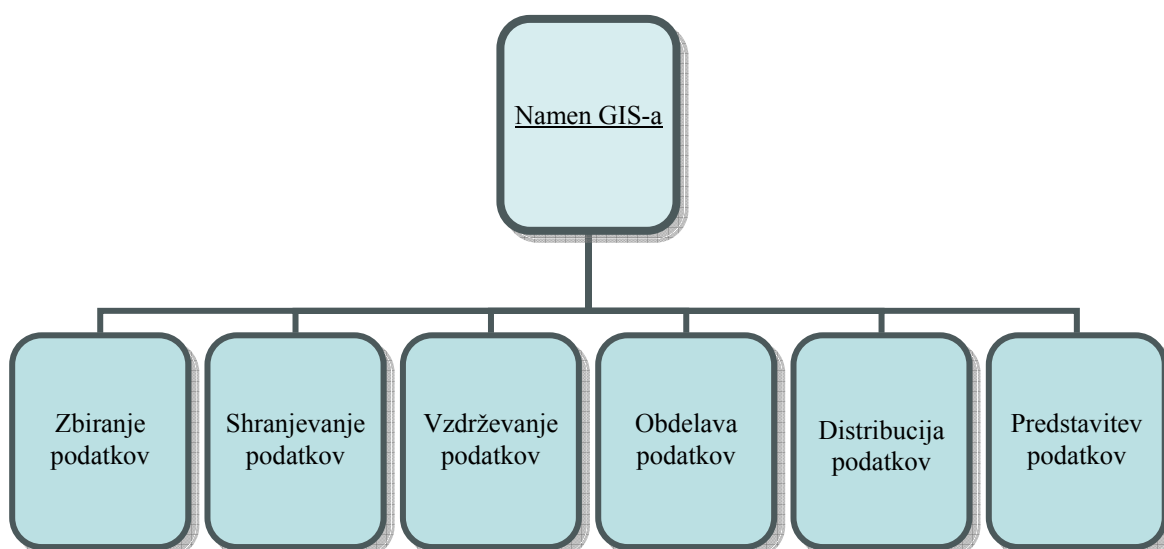 Namen GIS-a
Zbiranje
podatkov
Shranjevanje
podatkov
Vzdrževanje
podatkov
Obdelava
podatkov
Distribucija
podatkov
Predstavitev
podatkov